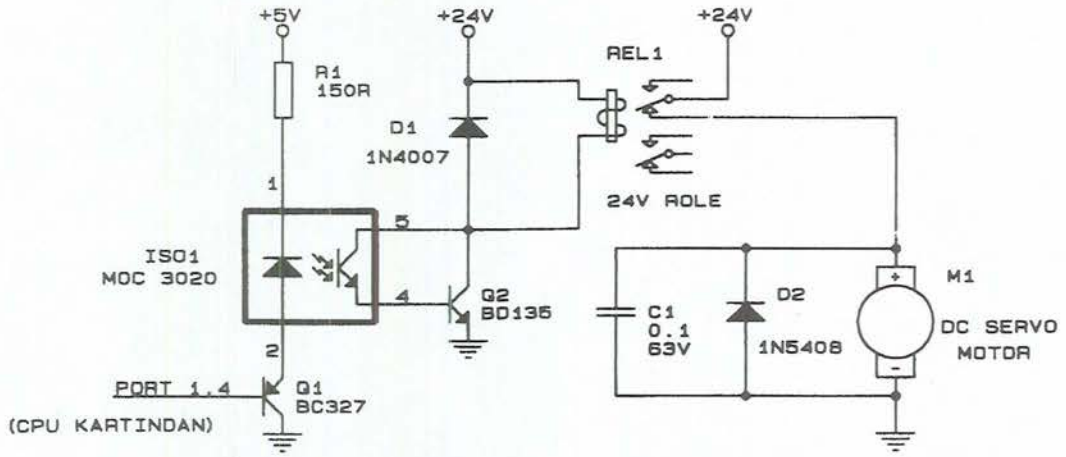 +5V
+24V
+24V
R1
150R
REL1
D1
1N4007
1
24V ROLE
5
ISO1
MOC 3020
4
Q2
BD135
C1
0.1
63V
D2
1N5408
M1
+
-
DC SERVO
MOTOR
2
PORT 1.4
Q1
BC327
(CPU KARTINDAN)